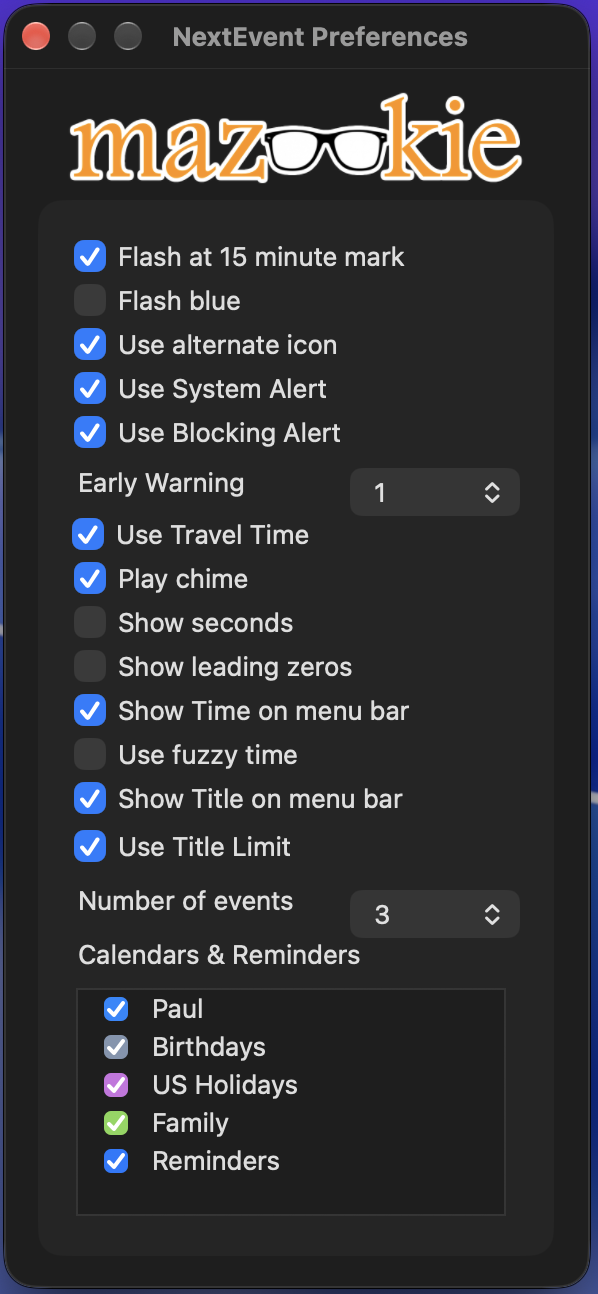 NextEvent Preferences
mazookie
Flash at 15 minute mark
Flash blue
Use alternate icon
Use System Alert
Use Blocking Alert
Early Warning 1
Use Travel Time
Play chime
Show seconds
Show leading zeros
Show Time on menu bar
Use fuzzy time
Show Title on menu bar
Use Title Limit
Number of events 3
Calendars & Reminders
Paul
Birthdays
US Holidays
Family
Reminders